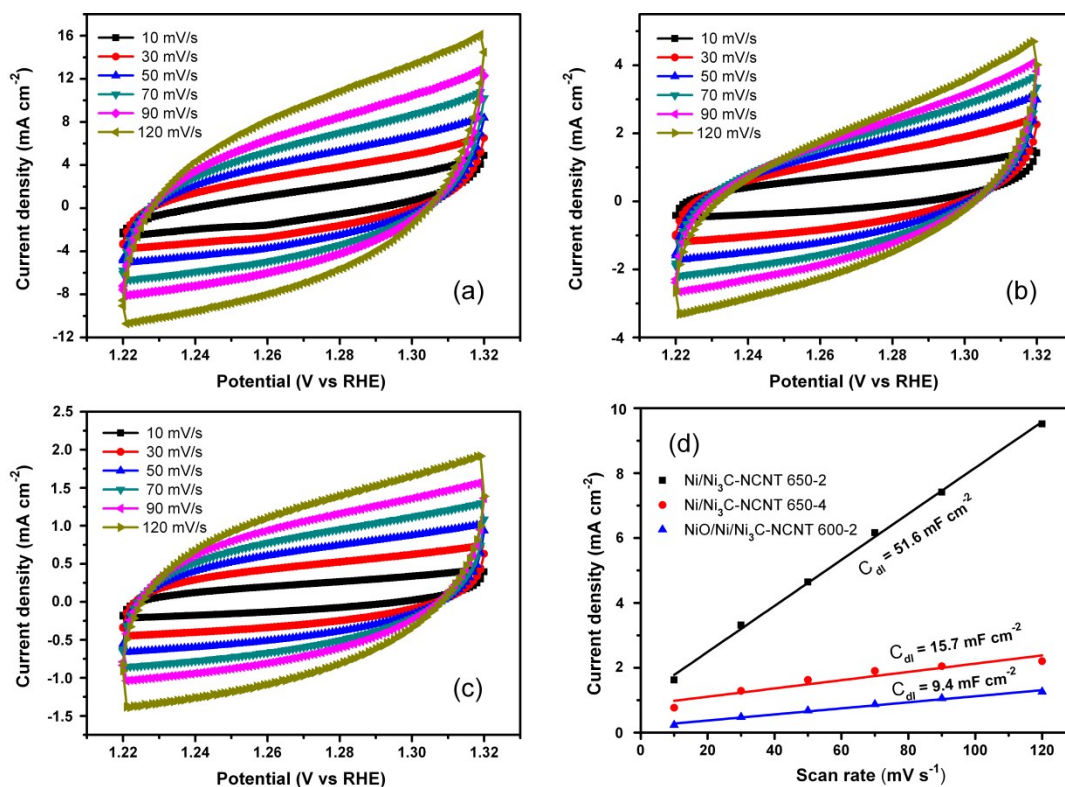 10 mV/s
30 mV/s
50 mV/s
70 mV/s
90 mV/s
120 mV/s
(a)
16
12
8
4
0
-4
-8
-12
Current density (mA cm⁻²)
1.22 1.24 1.26 1.28 1.30 1.32
Potential (V vs RHE)
10 mV/s
30 mV/s
50 mV/s
70 mV/s
90 mV/s
120 mV/s
(b)
4
2
0
-2
-4
Current density (mA cm⁻²)
1.22 1.24 1.26 1.28 1.30 1.32
Potential (V vs RHE)
10 mV/s
30 mV/s
50 mV/s
70 mV/s
90 mV/s
120 mV/s
(c)
2.5
2.0
1.5
1.0
0.5
0.0
-0.5
-1.0
-1.5
Current density (mA cm⁻²)
1.22 1.24 1.26 1.28 1.30 1.32
Potential (V vs RHE)
(d)
Ni/Ni₃C-NCNT 650-2
Ni/Ni₃C-NCNT 650-4
NiO/Ni/Ni₃C-NCNT 600-2
C_dl = 51.6 mF cm⁻²
C_dl = 15.7 mF cm⁻²
C_dl = 9.4 mF cm⁻²
10
8
6
4
2
0
Current density (mA cm⁻²)
0 20 40 60 80 100 120
Scan rate (mV s⁻¹)